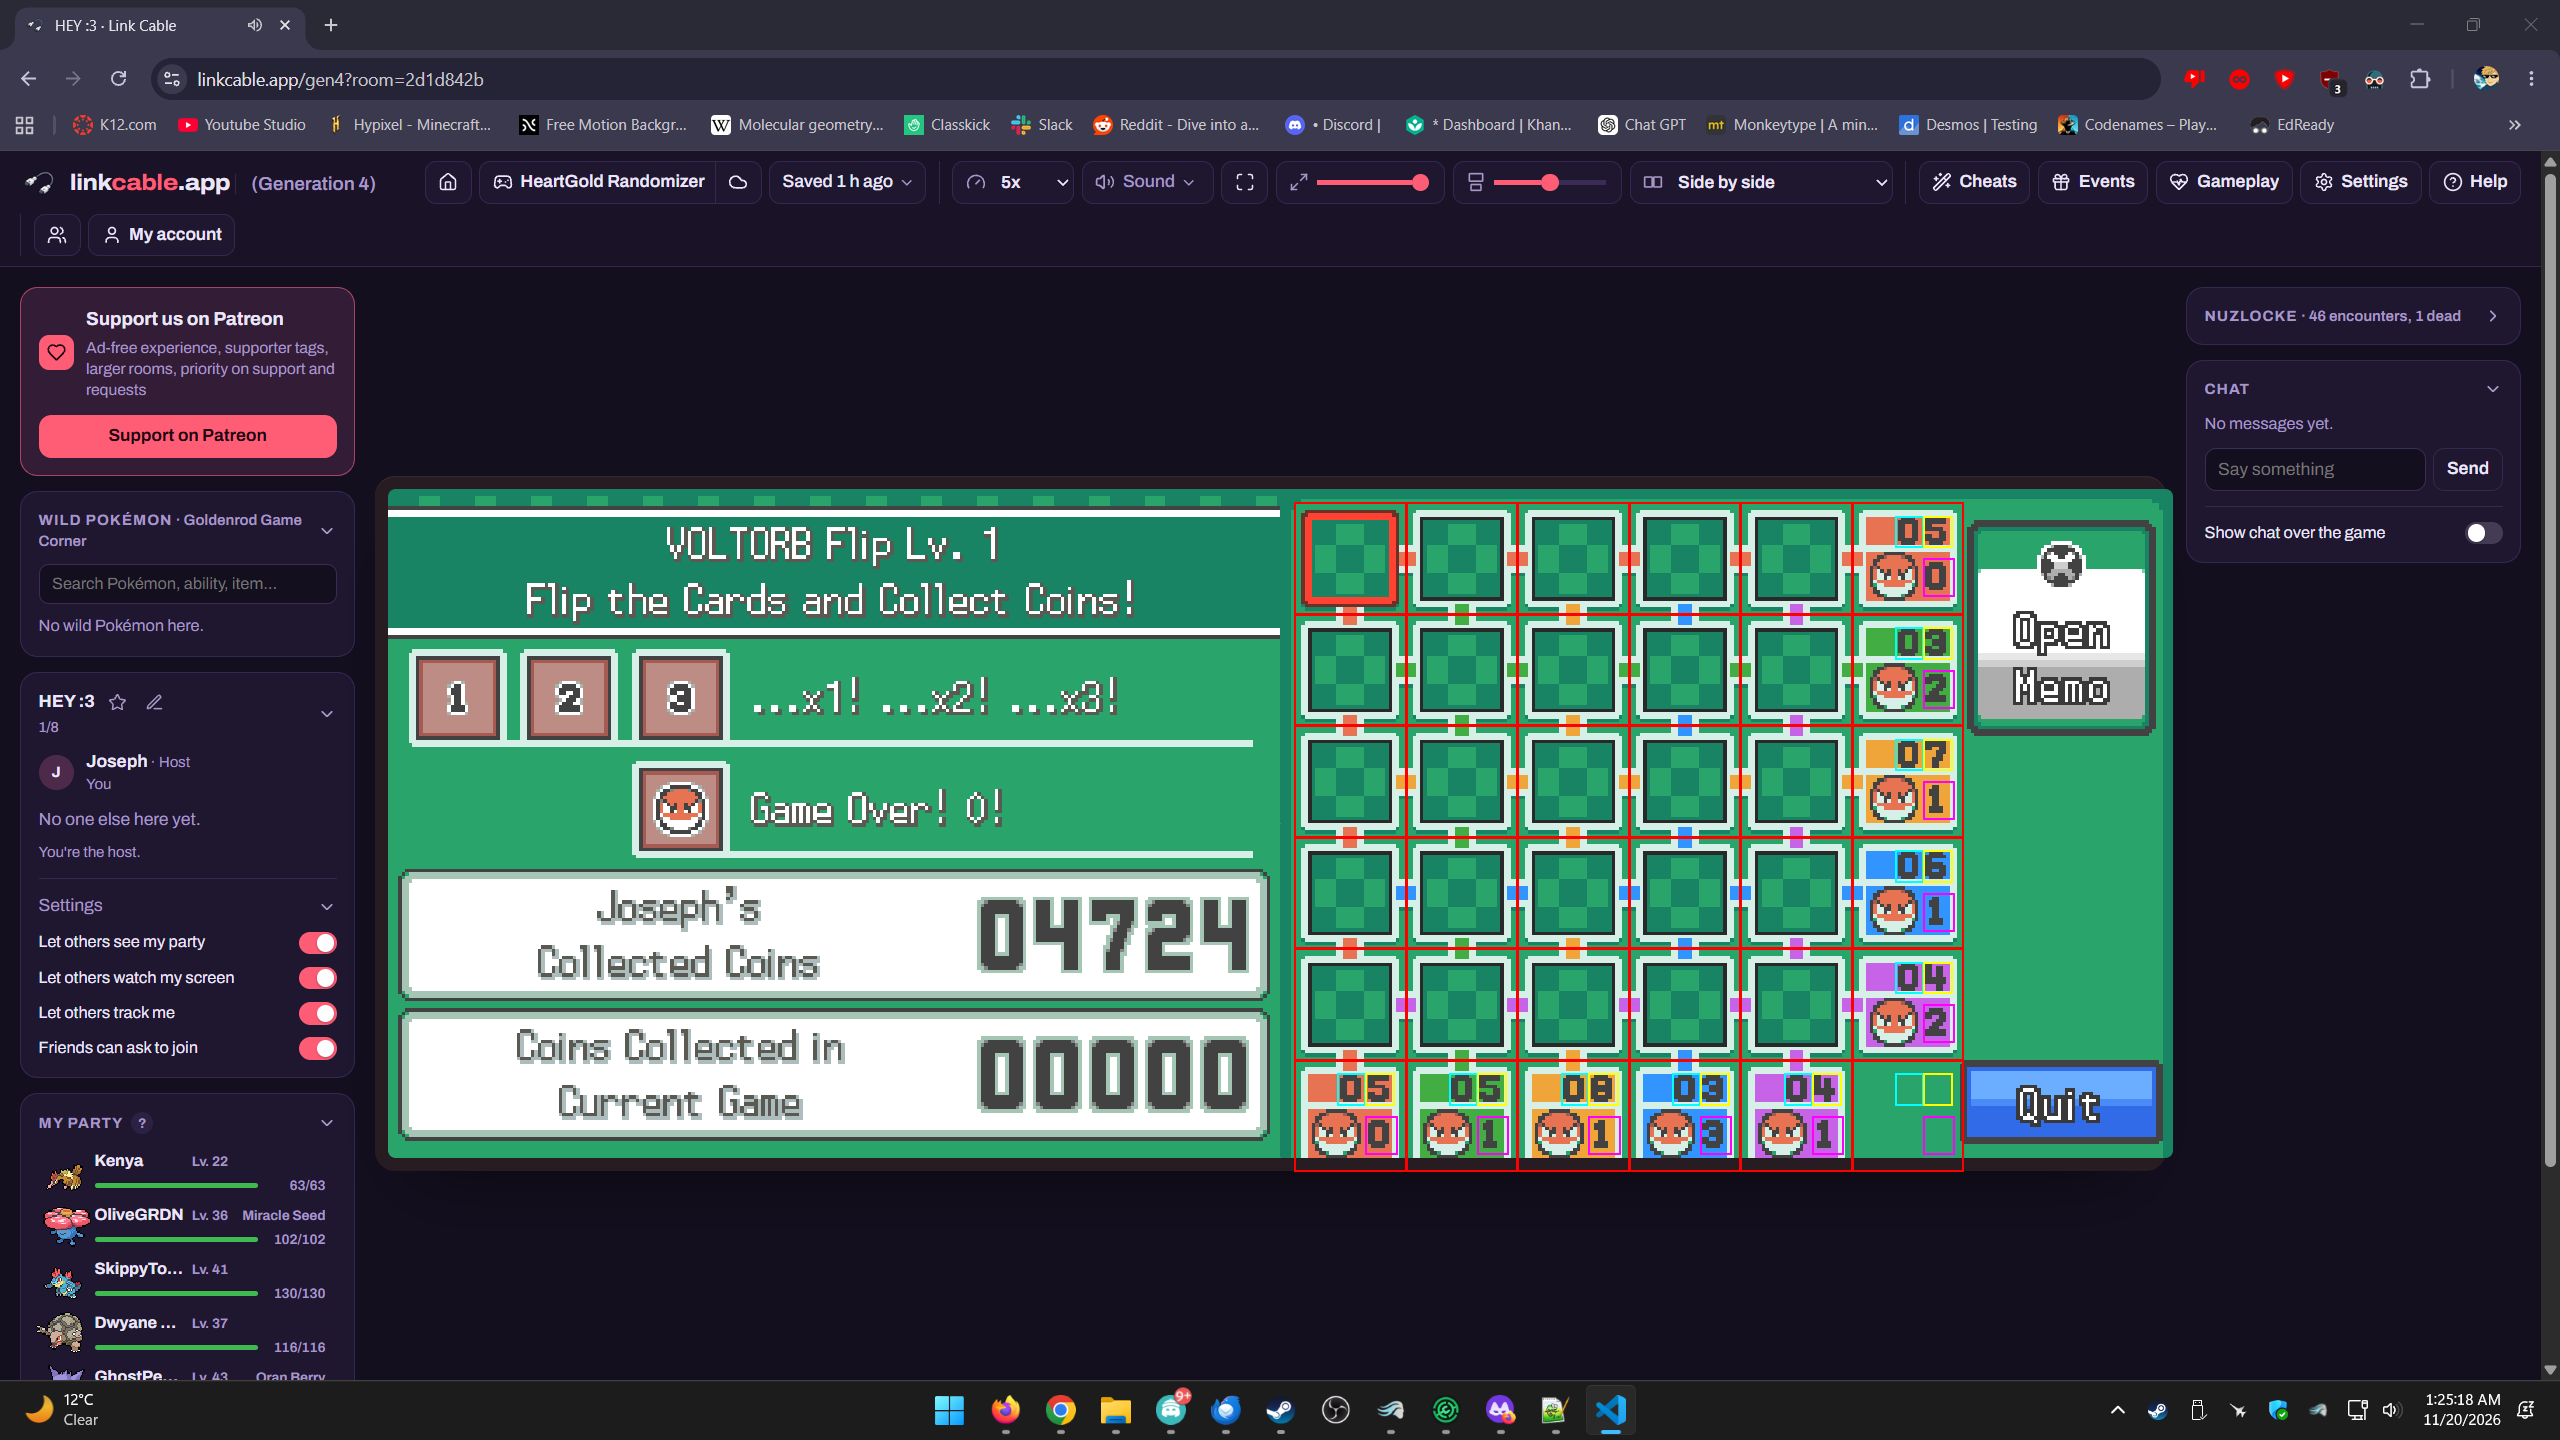 HEY :3 · Link Cable
linkcable.app/gen4?room=2d1d842b
3
K12.com
Youtube Studio
Hypixel - Minecraft...
Free Motion Backgr...
Molecular geometry...
Classkick
Slack
Reddit - Dive into a...
• Discord |
* Dashboard | Khan...
Chat GPT
Monkeytype | A min...
Desmos | Testing
Codenames – Play...
EdReady
linkcable.app (Generation 4)
HeartGold Randomizer
Saved 1 h ago
5x
Sound
Side by side
Cheats
Events
Gameplay
Settings
Help
My account
Support us on Patreon
Ad-free experience, supporter tags,
larger rooms, priority on support and
requests
Support on Patreon
WILD POKÉMON · Goldenrod Game
Corner
Search Pokémon, ability, item...
No wild Pokémon here.
HEY :3
1/8
J
Joseph · Host
You
No one else here yet.
You're the host.
Settings
Let others see my party
Let others watch my screen
Let others track me
Friends can ask to join
MY PARTY ?
Kenya Lv. 22
63/63
OliveGRDN Lv. 36 Miracle Seed
102/102
SkippyTo... Lv. 41
130/130
Dwyane ... Lv. 37
116/116
GhostPe... Lv. 43 Oran Berry
VOLTORB Flip Lv. 1
Flip the Cards and Collect Coins!
1 2 3 ...x1! ...x2! ...x3!
Game Over! 0!
Joseph's
Collected Coins
04724
Coins Collected in
Current Game
00000
05
0
03
2
07
1
06
1
04
2
05 05 08 03 04
0 1 1 3 1
Open
Memo
Quit
NUZLOCKE · 46 encounters, 1 dead
CHAT
No messages yet.
Say something
Send
Show chat over the game
12°C
Clear
9+
1:25:18 AM
11/20/2026